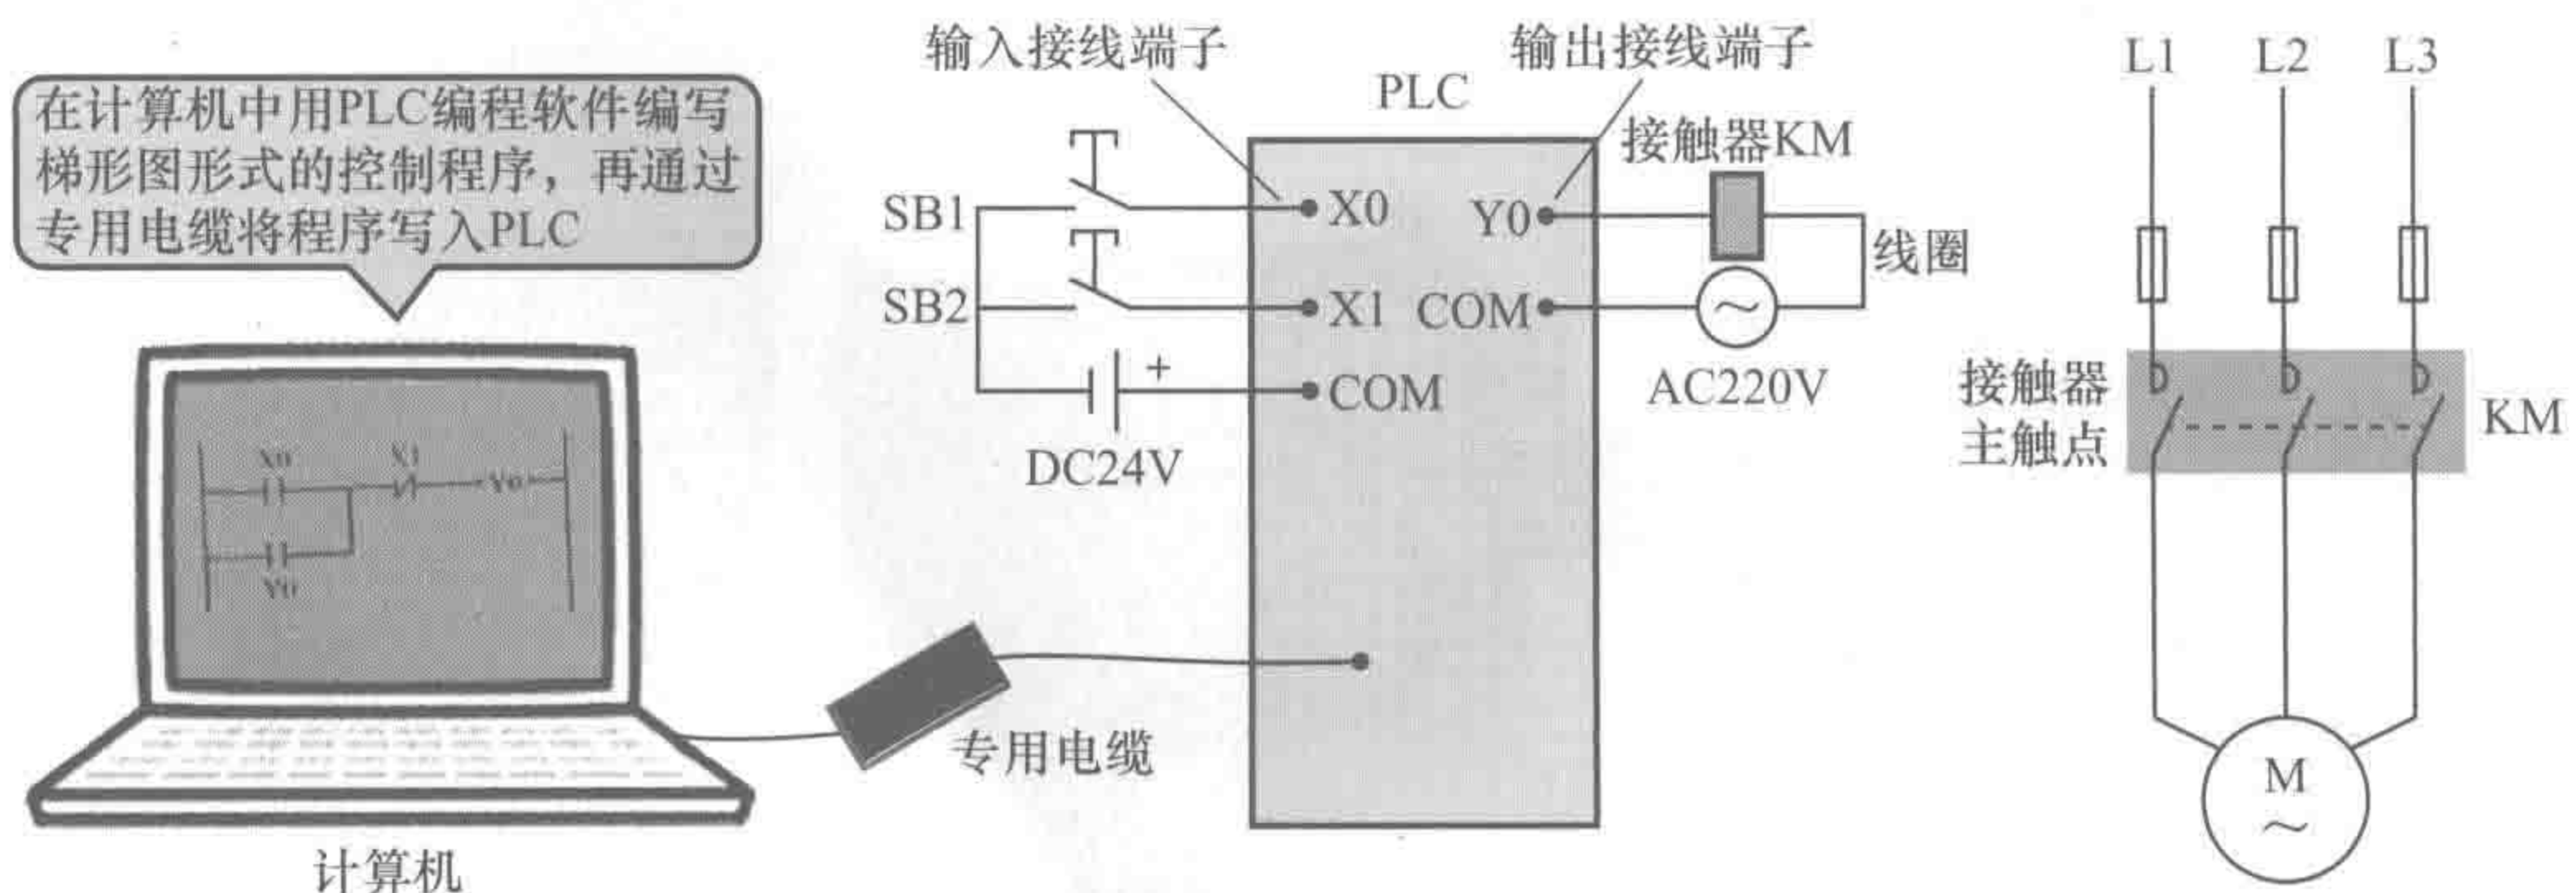 在计算机中用PLC编程软件编写
梯形图形式的控制程序，再通过
专用电缆将程序写入PLC
计算机
X0
X1
Y0
Y0
专用电缆
输入接线端子
PLC
输出接线端子
SB1
SB2
X0
X1
COM
+
DC24V
Y0
COM
接触器KM
线圈
AC220V
L1 L2 L3
接触器
主触点
KM
M